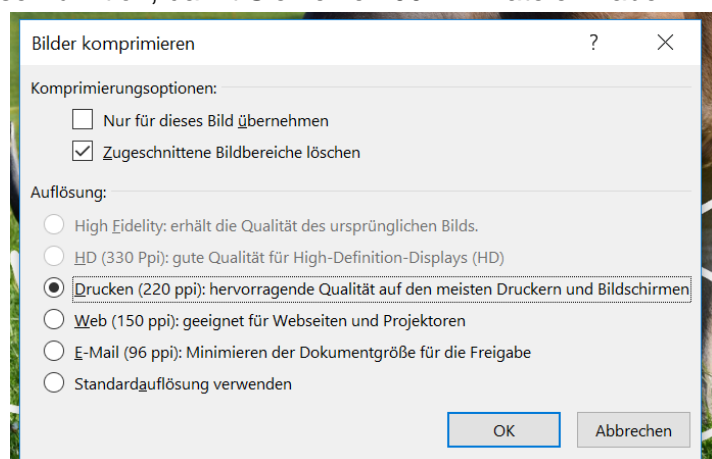 Bilder komprimieren
Komprimierungsoptionen:
Nur für dieses Bild übernehmen
Zugeschnittene Bildbereiche löschen
Auflösung:
High Fidelity: erhält die Qualität des ursprünglichen Bilds.
HD (330 Ppi): gute Qualität für High-Definition-Displays (HD)
Drucken (220 ppi): hervorragende Qualität auf den meisten Druckern und Bildschirmen
Web (150 ppi): geeignet für Webseiten und Projektoren
E-Mail (96 ppi): Minimieren der Dokumentgröße für die Freigabe
Standardauflösung verwenden
OK Abbrechen